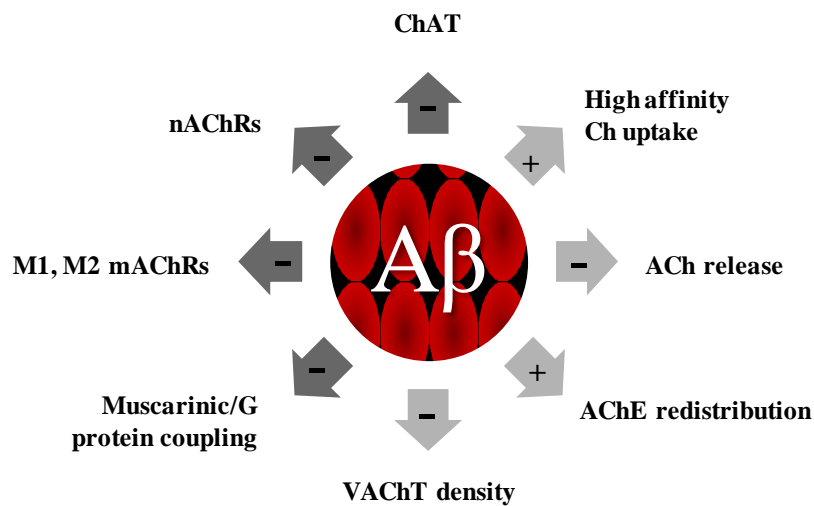 ChAT
−
High affinity
Ch uptake
+
nAChRs
−
M1, M2 mAChRs
−
Aβ
−
ACh release
−
+
Muscarinic/G
protein coupling
−
AChE redistribution
VAChT density